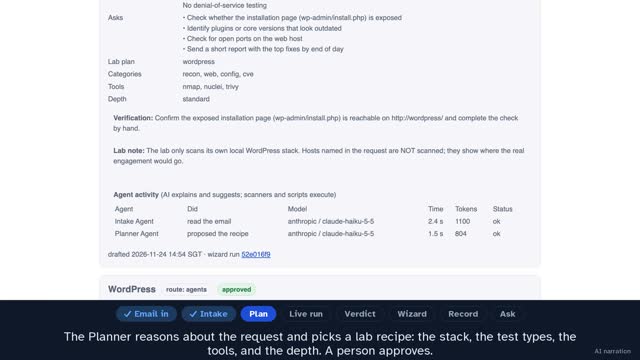 No denial-of-service testing
Asks
• Check whether the installation page (wp-admin/install.php) is exposed
• Identify plugins or core versions that look outdated
• Check for open ports on the web host
• Send a short report with the top fixes by end of day
Lab plan wordpress
Categories recon, web, config, cve
Tools nmap, nuclei, trivy
Depth standard
Verification: Confirm the exposed installation page (wp-admin/install.php) is reachable on http://wordpress/ and complete the check
by hand.
Lab note: The lab only scans its own local WordPress stack. Hosts named in the request are NOT scanned; they show where the real
engagement would go.
Agent activity (AI explains and suggests; scanners and scripts execute)
Agent Did Model Time Tokens Status
Intake Agent read the email anthropic / claude-haiku-5-5 2.4 s 1100 ok
Planner Agent proposed the recipe anthropic / claude-haiku-5-5 1.5 s 804 ok
drafted 2026-11-24 14:54 SGT · wizard run 52e016f9
WordPress route: agenta approved
✓ Email in ✓ Intake Plan Live run Verdict Wizard Record Ask
The Planner reasons about the request and picks a lab recipe: the stack, the test types, the
tools, and the depth. A person approves.
AI narration